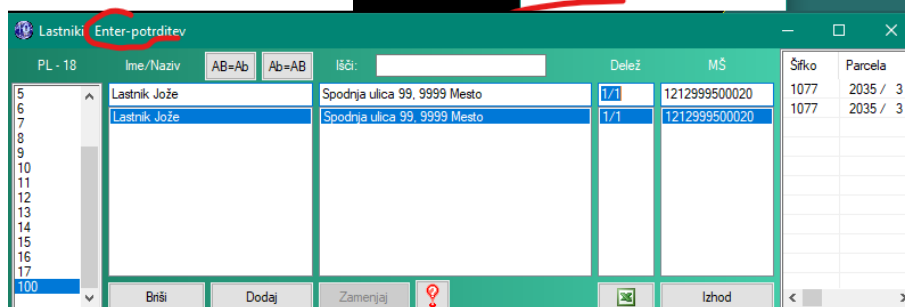 Lastniki Enter-potrditev
PL - 18 Ime/Naziv AB=Ab Ab=AB Išči: Delež MŠ Šifko Parcela
5 Lastnik Jože Spodnja ulica 99, 9999 Mesto 1/1 1212999500020 1077 2035 / 3
6 Lastnik Jože Spodnja ulica 99, 9999 Mesto 1/1 1212999500020 1077 2035 / 3
7
8
9
10
11
12
13
14
15
16
17
100
Briši Dodaj Zamenjaj Izhod